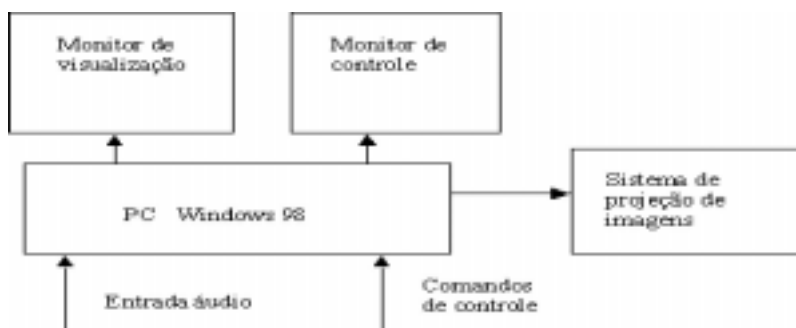 Monitor de
visualização
Monitor de
controle
PC Windows 98
Sistema de
projeção de
imagens
Entrada áudio
Comandos
de controle